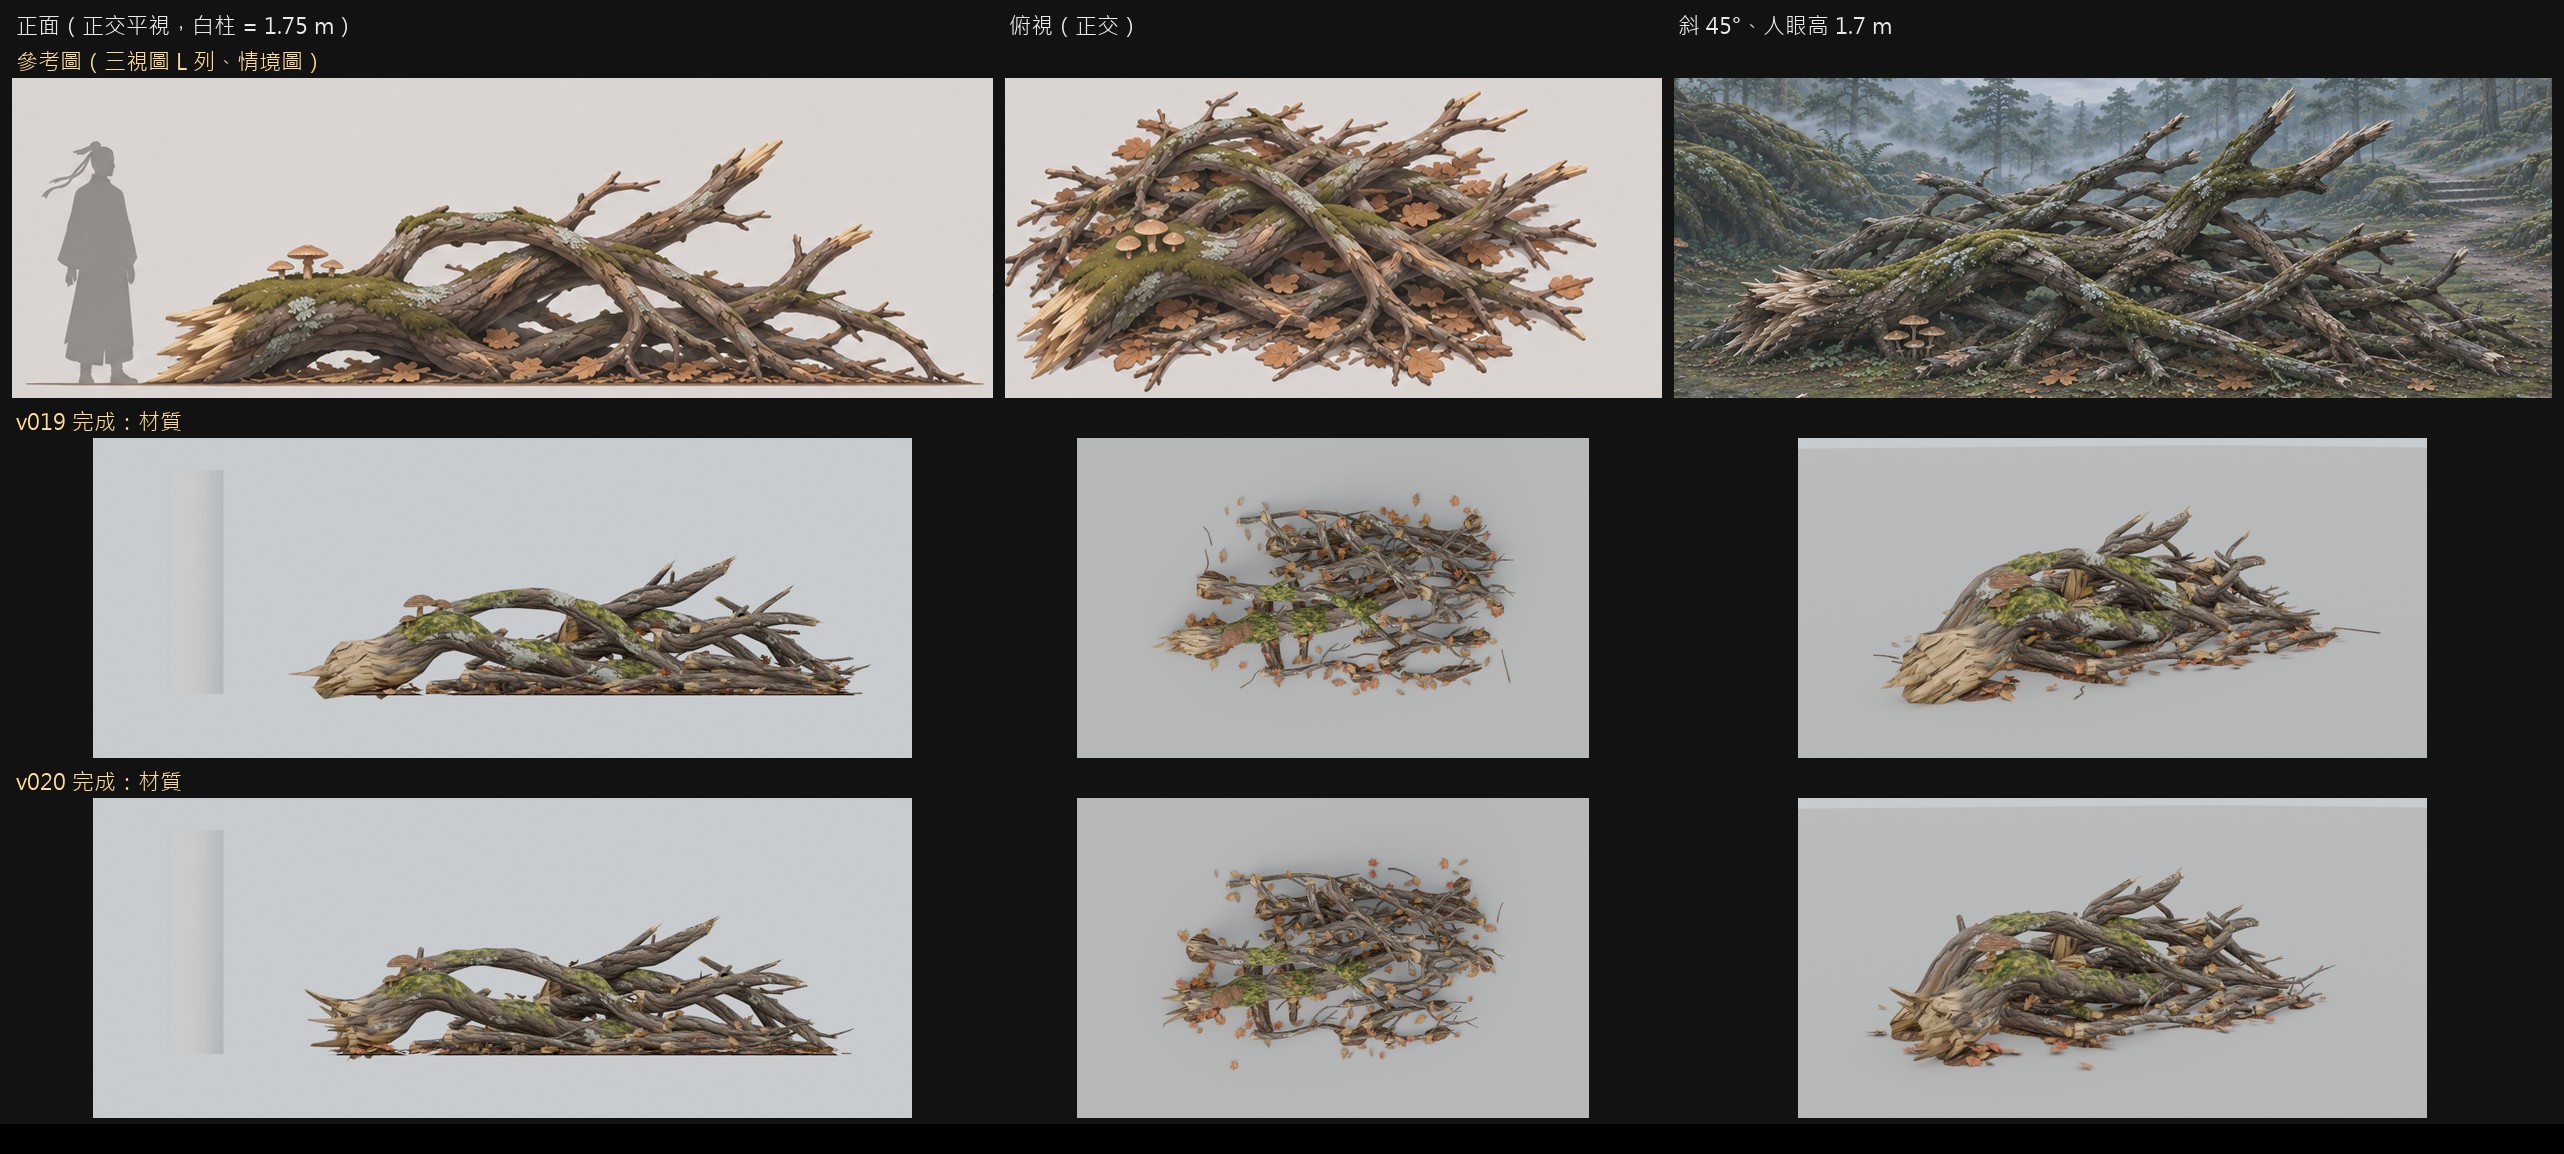 正面（正交平視，白柱 = 1.75 m）
俯視（正交）
斜 45°、人眼高 1.7 m
參考圖（三視圖 L 列、情境圖）
v019 完成：材質
v020 完成：材質